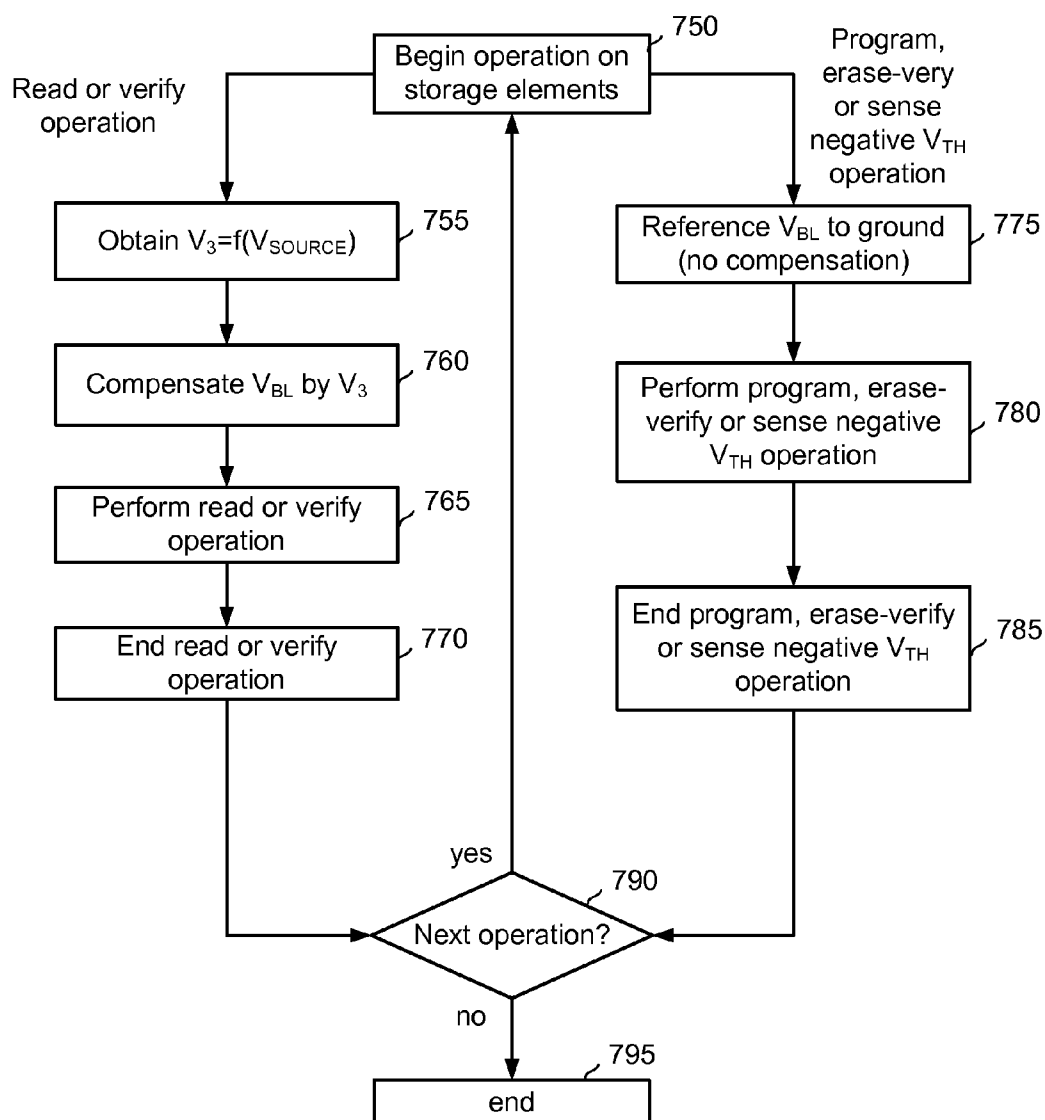 750
Begin operation on
storage elements
Read or verify
operation
Program,
erase-very
or sense
negative VTH
operation
755
Obtain V3=f(VSOURCE)
760
Compensate VBL by V3
765
Perform read or verify
operation
770
End read or verify
operation
775
Reference VBL to ground
(no compensation)
780
Perform program, erase-
verify or sense negative
VTH operation
785
End program, erase-verify
or sense negative VTH
operation
yes
790
Next operation?
no
795
end